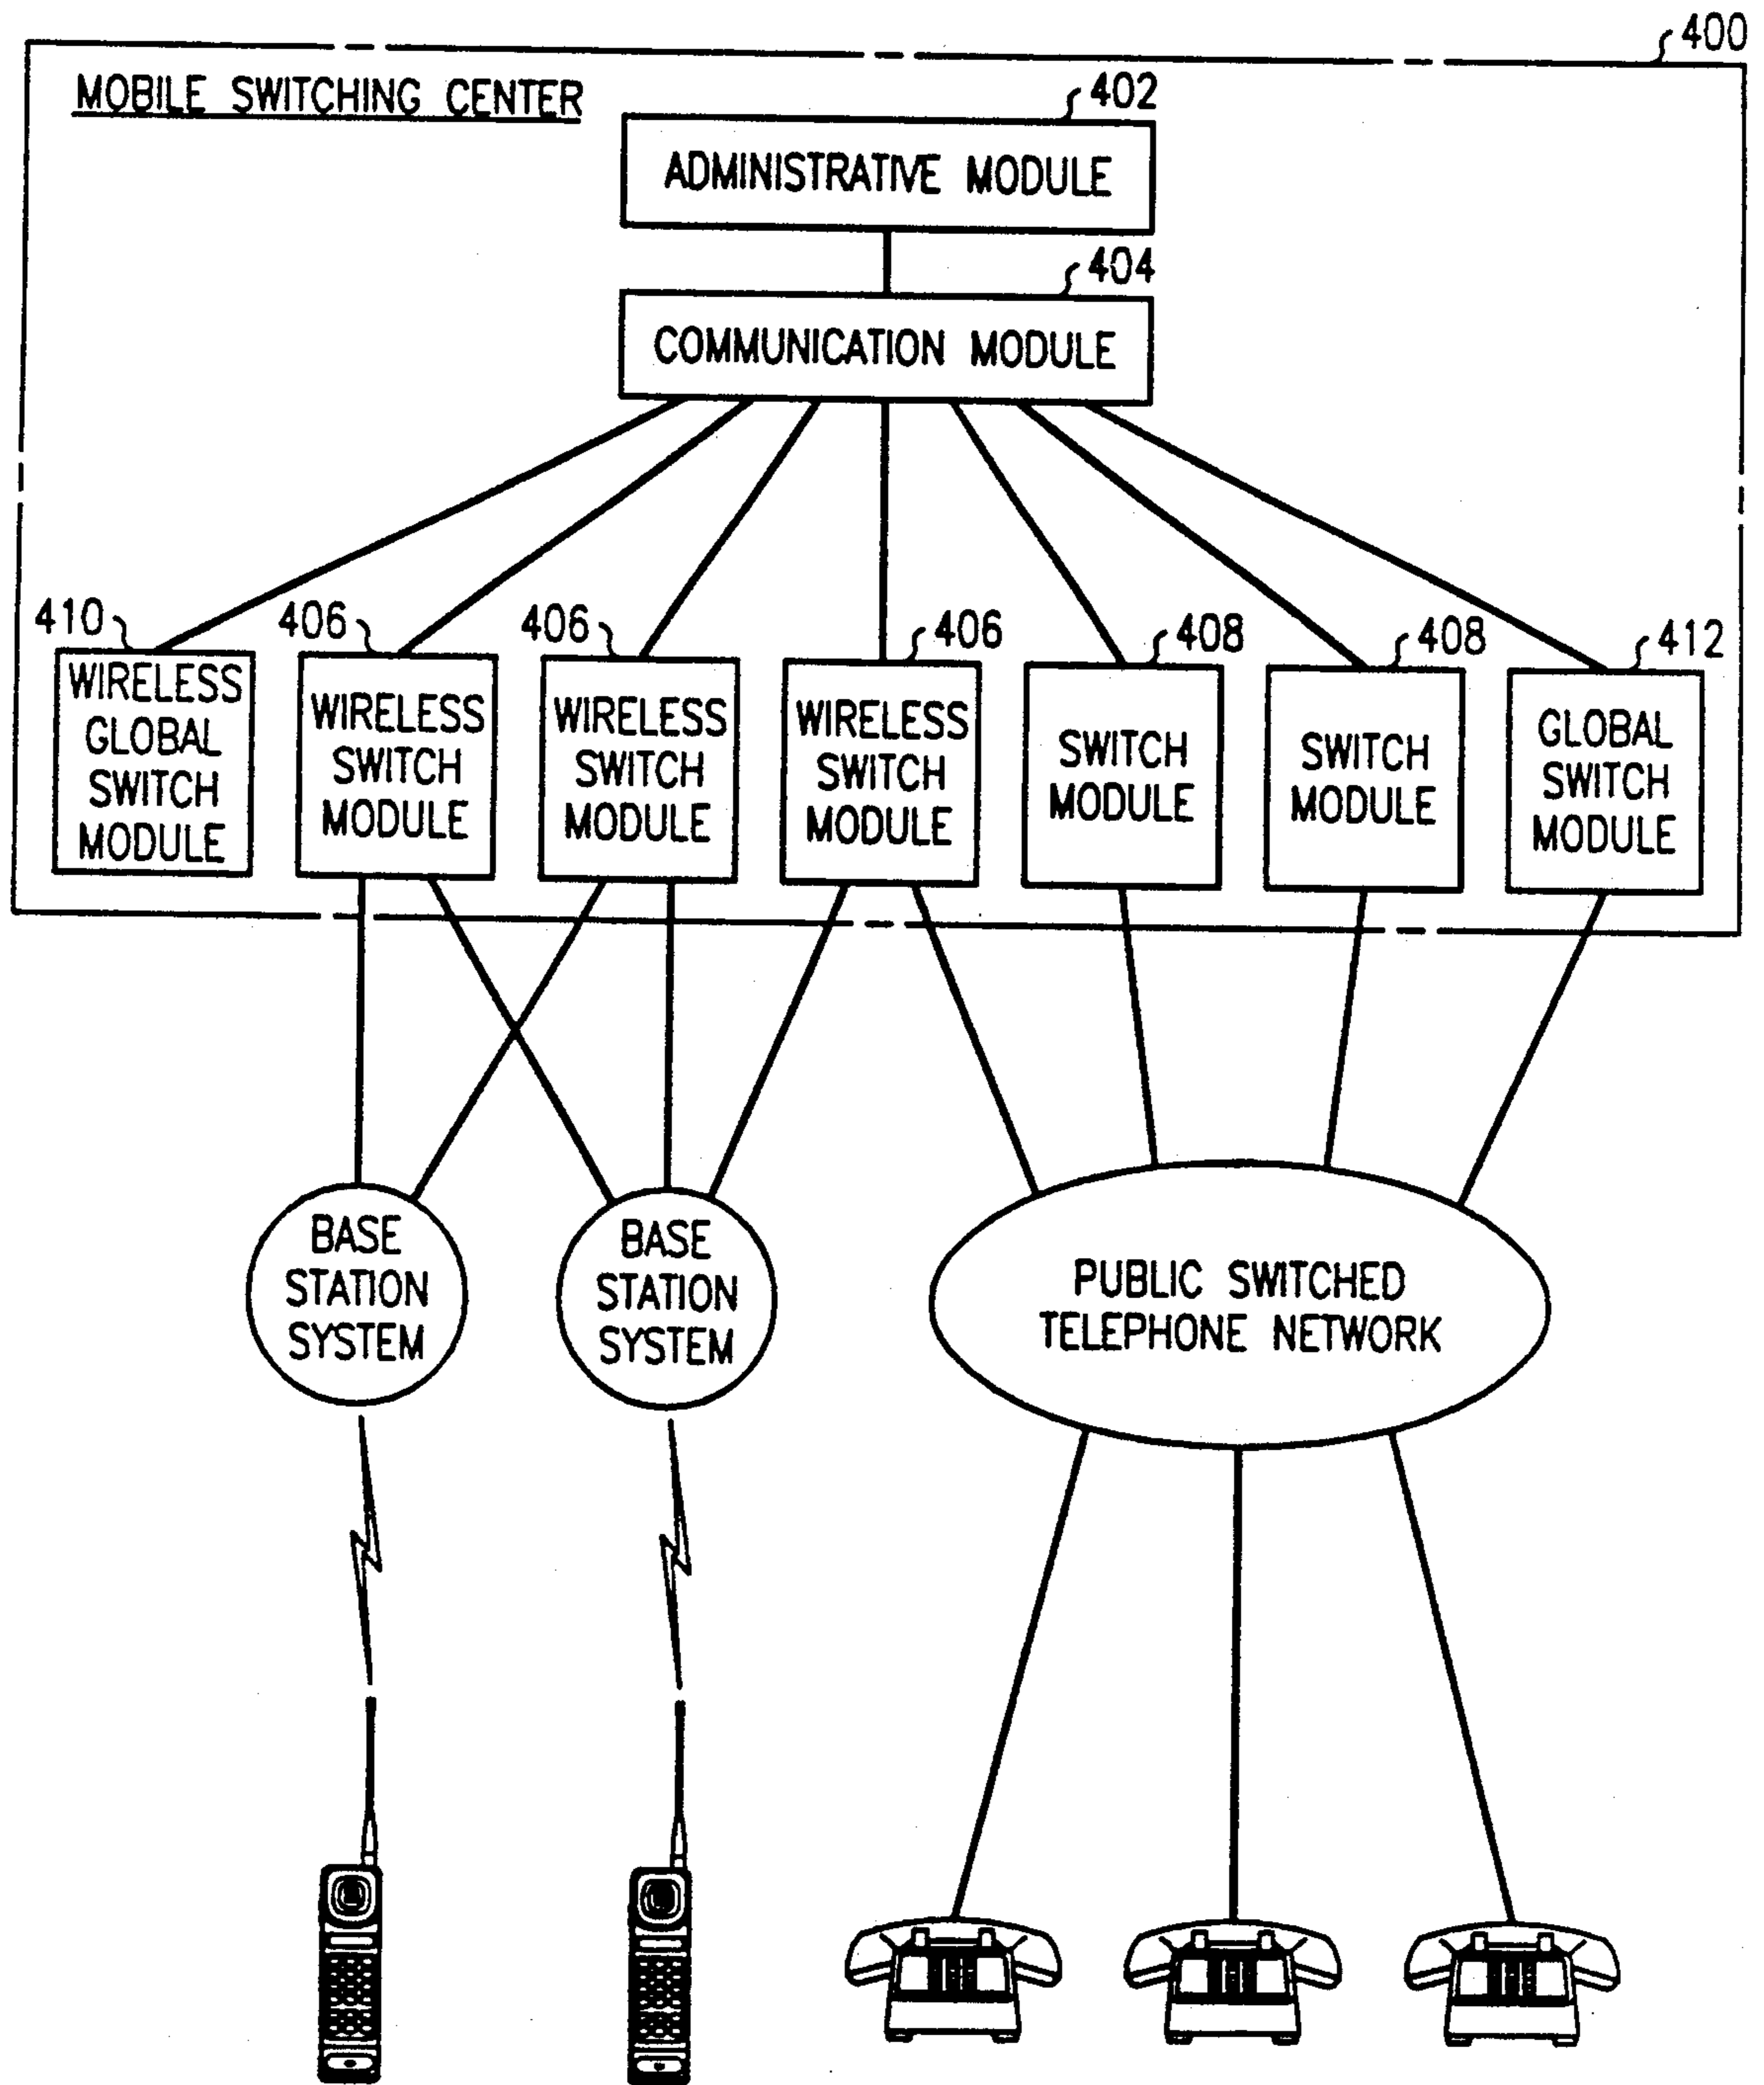 400
MOBILE SWITCHING CENTER
402
ADMINISTRATIVE MODULE
404
COMMUNICATION MODULE
410
WIRELESS
GLOBAL
SWITCH
MODULE
406
WIRELESS
SWITCH
MODULE
406
WIRELESS
SWITCH
MODULE
406
WIRELESS
SWITCH
MODULE
408
SWITCH
MODULE
408
SWITCH
MODULE
412
GLOBAL
SWITCH
MODULE
BASE
STATION
SYSTEM
BASE
STATION
SYSTEM
PUBLIC SWITCHED
TELEPHONE NETWORK